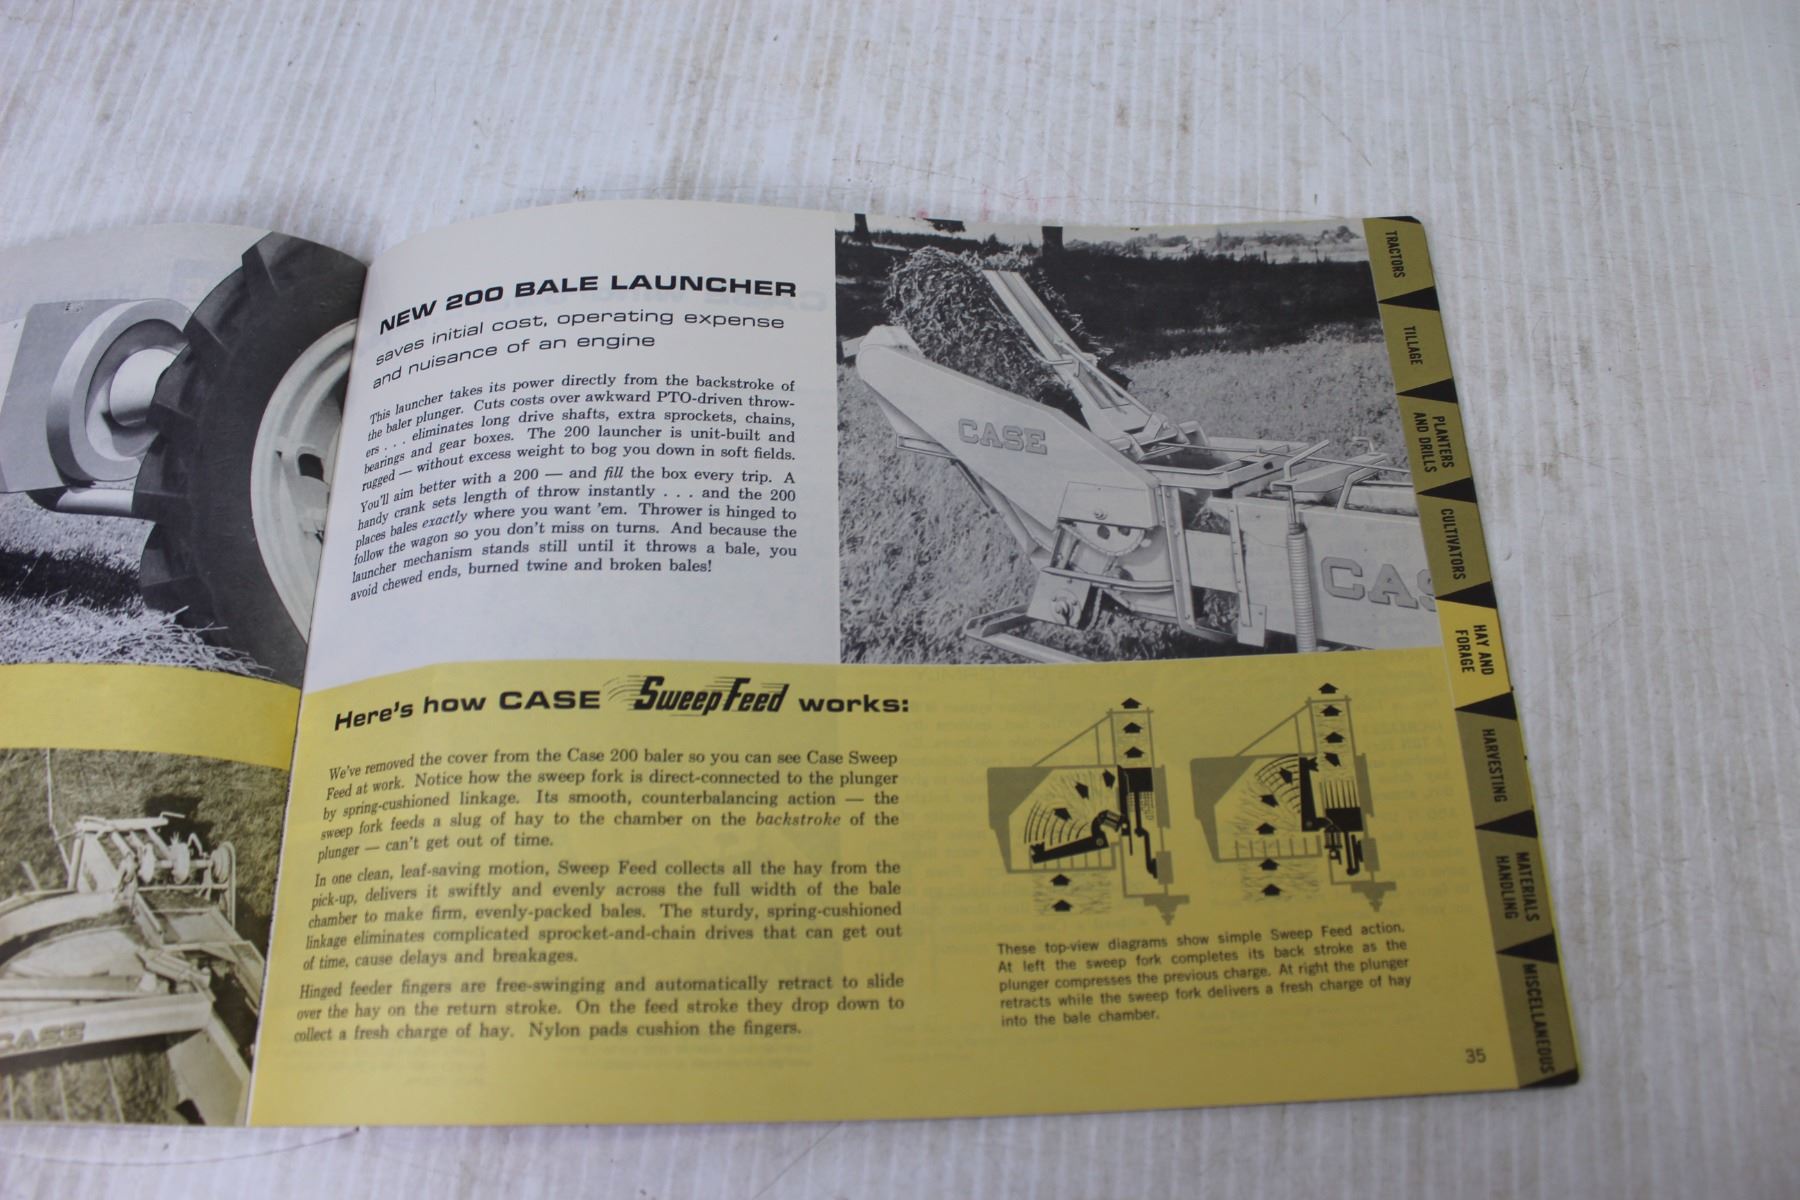 NEW 200 BALE LAUNCHER
saves initial cost, operating expense
and nuisance of an engine
This launcher takes its power directly from the backstroke of
the baler plunger. Cuts costs over awkward PTO-driven throw-
ers . . . eliminates long drive shafts, extra sprockets, chains,
bearings and gear boxes. The 200 launcher is unit-built and
rugged — without excess weight to bog you down in soft fields.
You'll aim better with a 200 — and fill the box every trip. A
handy crank sets length of throw instantly . . . and the 200
places bales exactly where you want 'em. Thrower is hinged to
follow the wagon so you don't miss on turns. And because the
launcher mechanism stands still until it throws a bale, you
avoid chewed ends, burned twine and broken bales!
CASE
CAS
Here's how CASE SweepFeed works:
We've removed the cover from the Case 200 baler so you can see Case Sweep
Feed at work. Notice how the sweep fork is direct-connected to the plunger
by spring-cushioned linkage. Its smooth, counterbalancing action — the
sweep fork feeds a slug of hay to the chamber on the backstroke of the
plunger — can't get out of time.
In one clean, leaf-saving motion, Sweep Feed collects all the hay from the
pick-up, delivers it swiftly and evenly across the full width of the bale
chamber to make firm, evenly-packed bales. The sturdy, spring-cushioned
linkage eliminates complicated sprocket-and-chain drives that can get out
of time, cause delays and breakages.
Hinged feeder fingers are free-swinging and automatically retract to slide
over the hay on the return stroke. On the feed stroke they drop down to
collect a fresh charge of hay. Nylon pads cushion the fingers.
These top-view diagrams show simple Sweep Feed action.
At left the sweep fork completes its back stroke as the
plunger compresses the previous charge. At right the plunger
retracts while the sweep fork delivers a fresh charge of hay
into the bale chamber.
35
TRACTORS
TILLAGE
PLANTERS
AND DRILLS
CULTIVATORS
HAY AND
FORAGE
HARVESTING
MATERIALS
HANDLING
MISCELLANEOUS
CASE